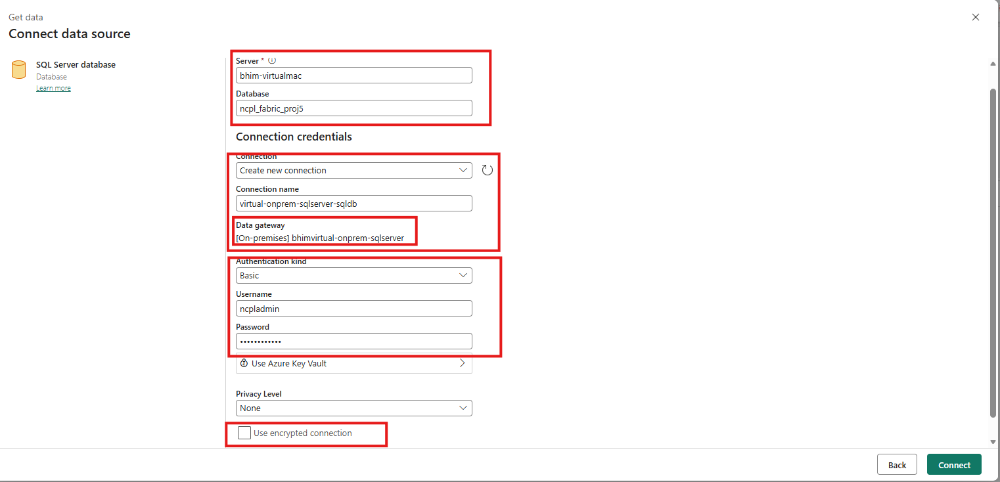 Get data
Connect data source
SQL Server database
Database
Learn more
Server *
bhim-virtualmac
Database
ncpl_fabric_proj5
Connection credentials
Connection
Create new connection
Connection name
virtual-onprem-sqlserver-sqldb
Data gateway
[On-premises] bhimvirtual-onprem-sqlserver
Authentication kind
Basic
Username
ncpladmin
Password
••••••••••••
Use Azure Key Vault
Privacy Level
None
Use encrypted connection
Back
Connect